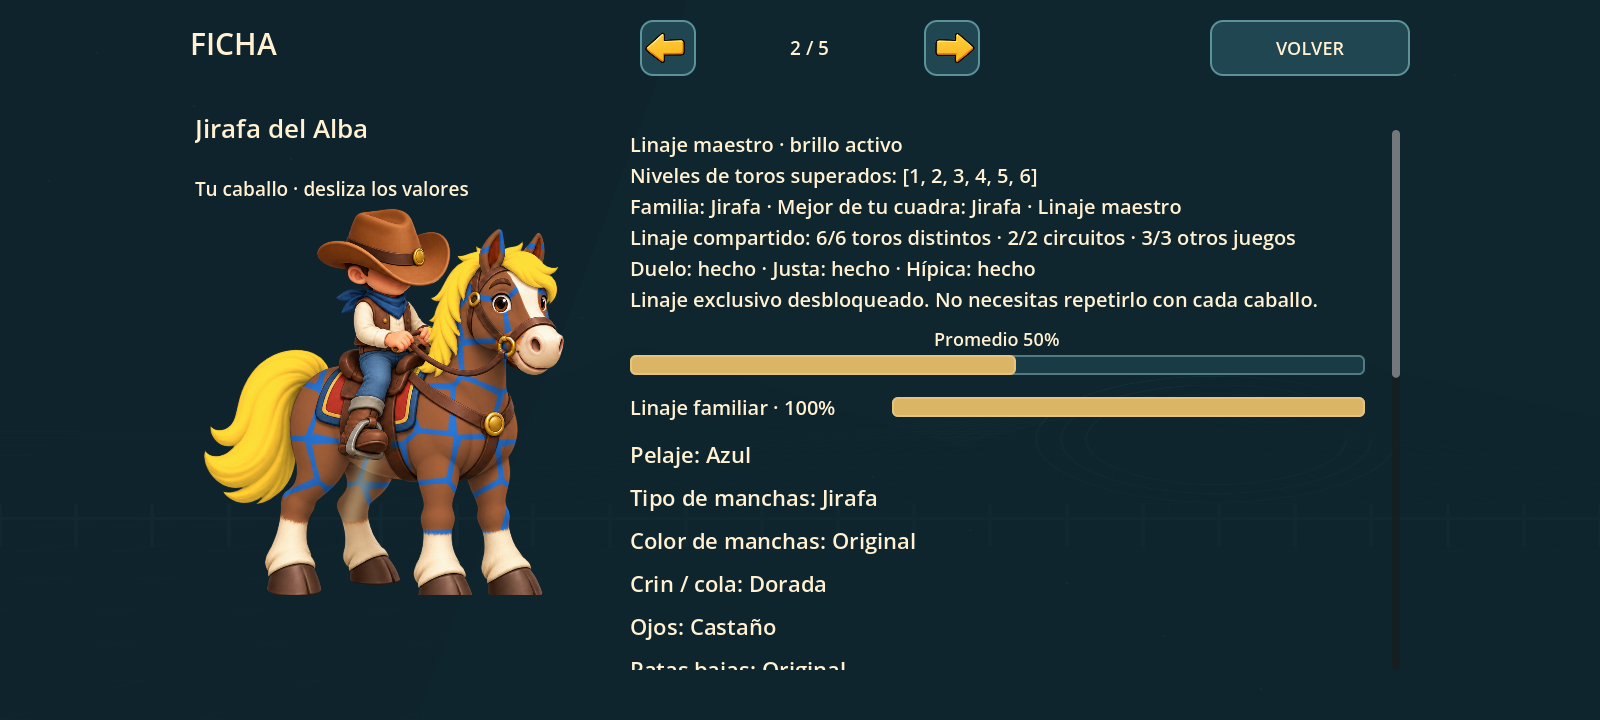 FICHA
2 / 5
VOLVER
Jirafa del Alba
Tu caballo · desliza los valores
Linaje maestro · brillo activo
Niveles de toros superados: [1, 2, 3, 4, 5, 6]
Familia: Jirafa · Mejor de tu cuadra: Jirafa · Linaje maestro
Linaje compartido: 6/6 toros distintos · 2/2 circuitos · 3/3 otros juegos
Duelo: hecho · Justa: hecho · Hípica: hecho
Linaje exclusivo desbloqueado. No necesitas repetirlo con cada caballo.
Promedio 50%
Linaje familiar · 100%
Pelaje: Azul
Tipo de manchas: Jirafa
Color de manchas: Original
Crin / cola: Dorada
Ojos: Castaño
Patas bajas: Original